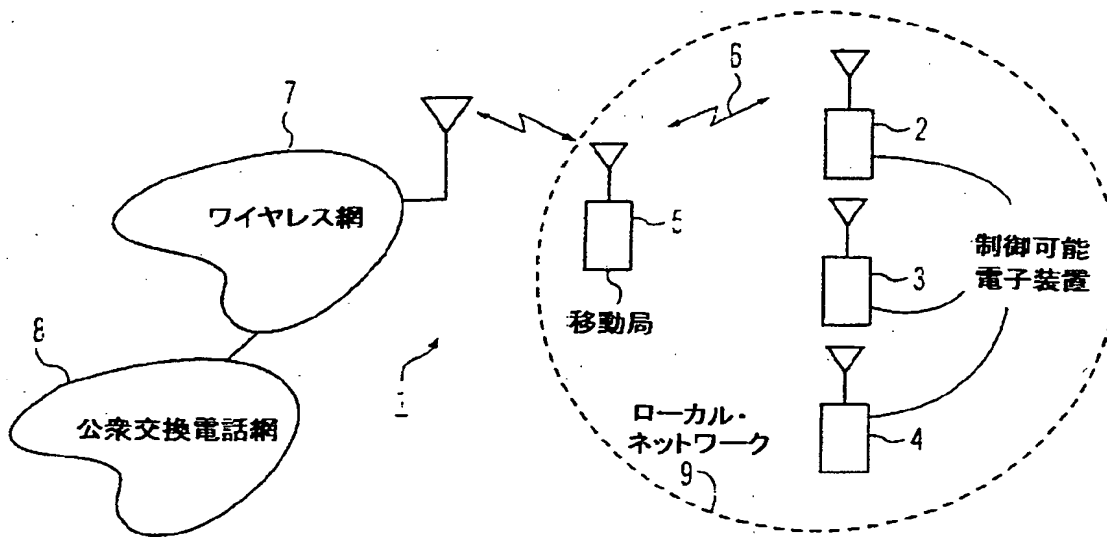 7
6
2
ワイヤレス網
5
制御可能
電子装置
3
移動局
8
1
公衆交換電話網
ローカル・
ネットワーク
4
9